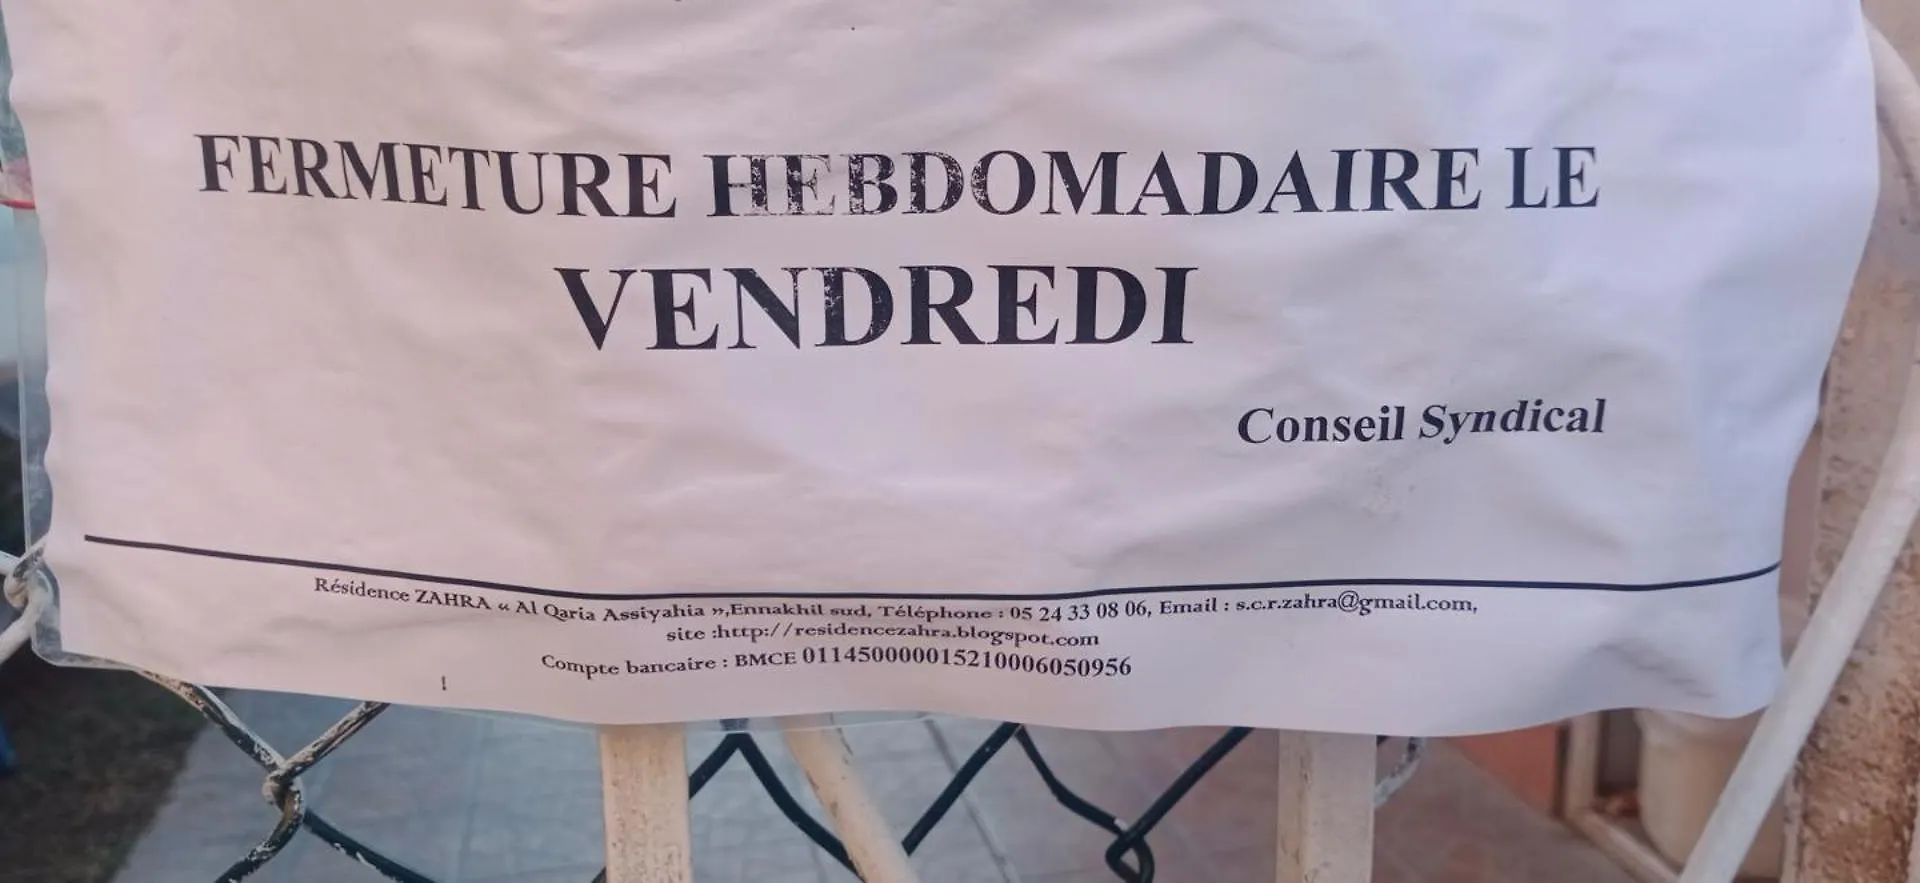 FERMETURE HEBDOMADAIRE LE
VENDREDI
Conseil Syndical
Résidence ZAHRA « Al Qaria Assiyahia »,Ennakhil sud, Téléphone : 05 24 33 08 06, Email : s.c.r.zahra@gmail.com,
site :http://residencezahra.blogspot.com
Compte bancaire : BMCE 011450000015210006050956